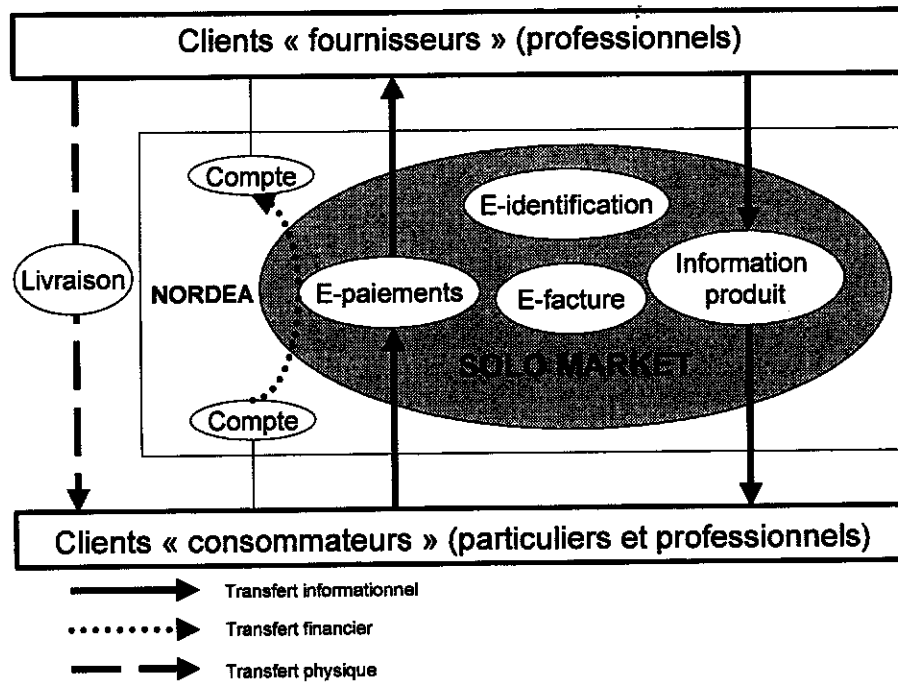 Clients « fournisseurs » (professionnels)
Compte
E-identification
Livraison
NORDEA
E-paiements
E-facture
Information
produit
SOLO MARKET
Compte
Clients « consommateurs » (particuliers et professionnels)
Transfert informationnel
Transfert financier
Transfert physique